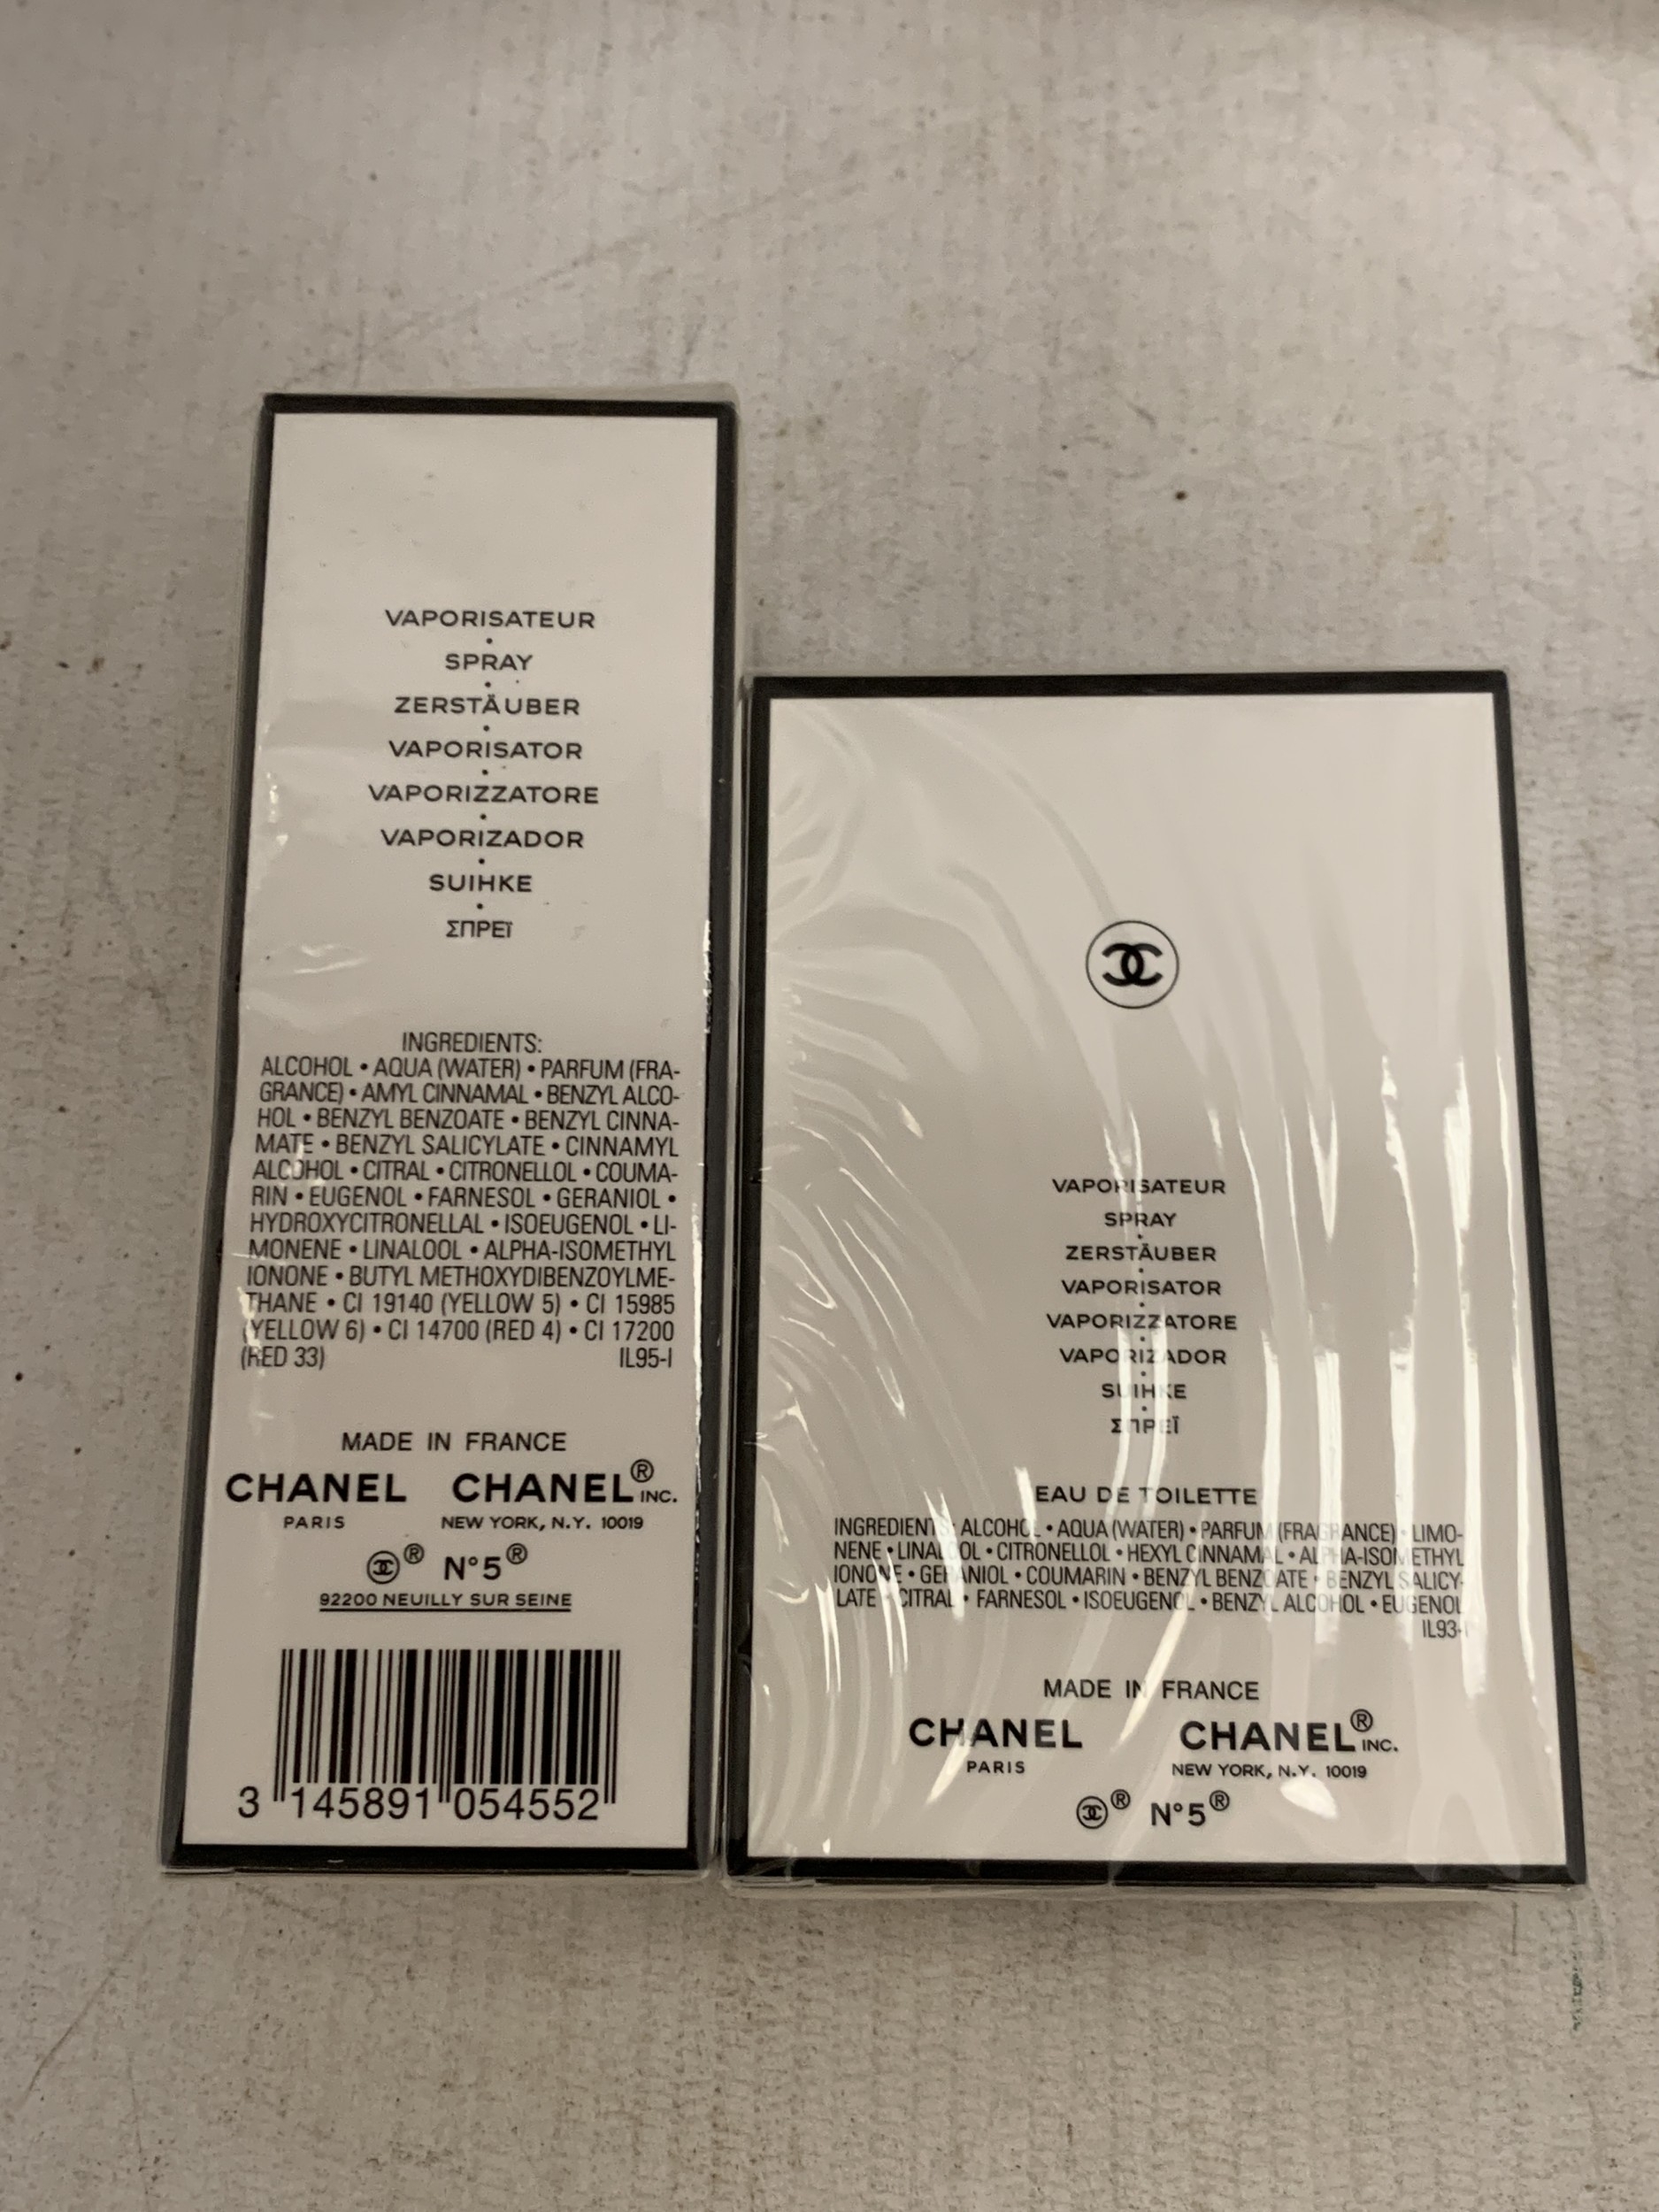 VAPORISATEUR
•
SPRAY
•
ZERSTÄUBER
•
VAPORISATOR
•
VAPORIZZATORE
•
VAPORIZADOR
•
SUIHKE
•
ΣΠΡΕΪ
INGREDIENTS:
ALCOHOL • AQUA (WATER) • PARFUM (FRA-
GRANCE) • AMYL CINNAMAL • BENZYL ALCO-
HOL • BENZYL BENZOATE • BENZYL CINNA-
MATE • BENZYL SALICYLATE • CINNAMYL
ALCOHOL • CITRAL • CITRONELLOL • COUMA-
RIN • EUGENOL • FARNESOL • GERANIOL •
HYDROXYCITRONELLAL • ISOEUGENOL • LI-
MONENE • LINALOOL • ALPHA-ISOMETHYL
IONONE • BUTYL METHOXYDIBENZOYLME-
THANE • CI 19140 (YELLOW 5) • CI 15985
(YELLOW 6) • CI 14700 (RED 4) • CI 17200
(RED 33) IL95-I
MADE IN FRANCE
CHANEL CHANEL® INC.
PARIS NEW YORK, N.Y. 10019
® N°5®
92200 NEUILLY SUR SEINE
3 145891 054552
VAPORISATEUR
•
SPRAY
•
ZERSTÄUBER
•
VAPORISATOR
•
VAPORIZZATORE
•
VAPORIZADOR
•
SUIHKE
•
ΣΠΡΕΪ
EAU DE TOILETTE
INGREDIENTS: ALCOHOL • AQUA (WATER) • PARFUM (FRAGRANCE) • LIMO-
NENE • LINALOOL • CITRONELLOL • HEXYL CINNAMAL • ALPHA-ISOMETHYL
IONONE • GERANIOL • COUMARIN • BENZYL BENZOATE • BENZYL SALICY-
LATE • CITRAL • FARNESOL • ISOEUGENOL • BENZYL ALCOHOL • EUGENOL
IL93-I
MADE IN FRANCE
CHANEL CHANEL® INC.
PARIS NEW YORK, N.Y. 10019
® N°5®